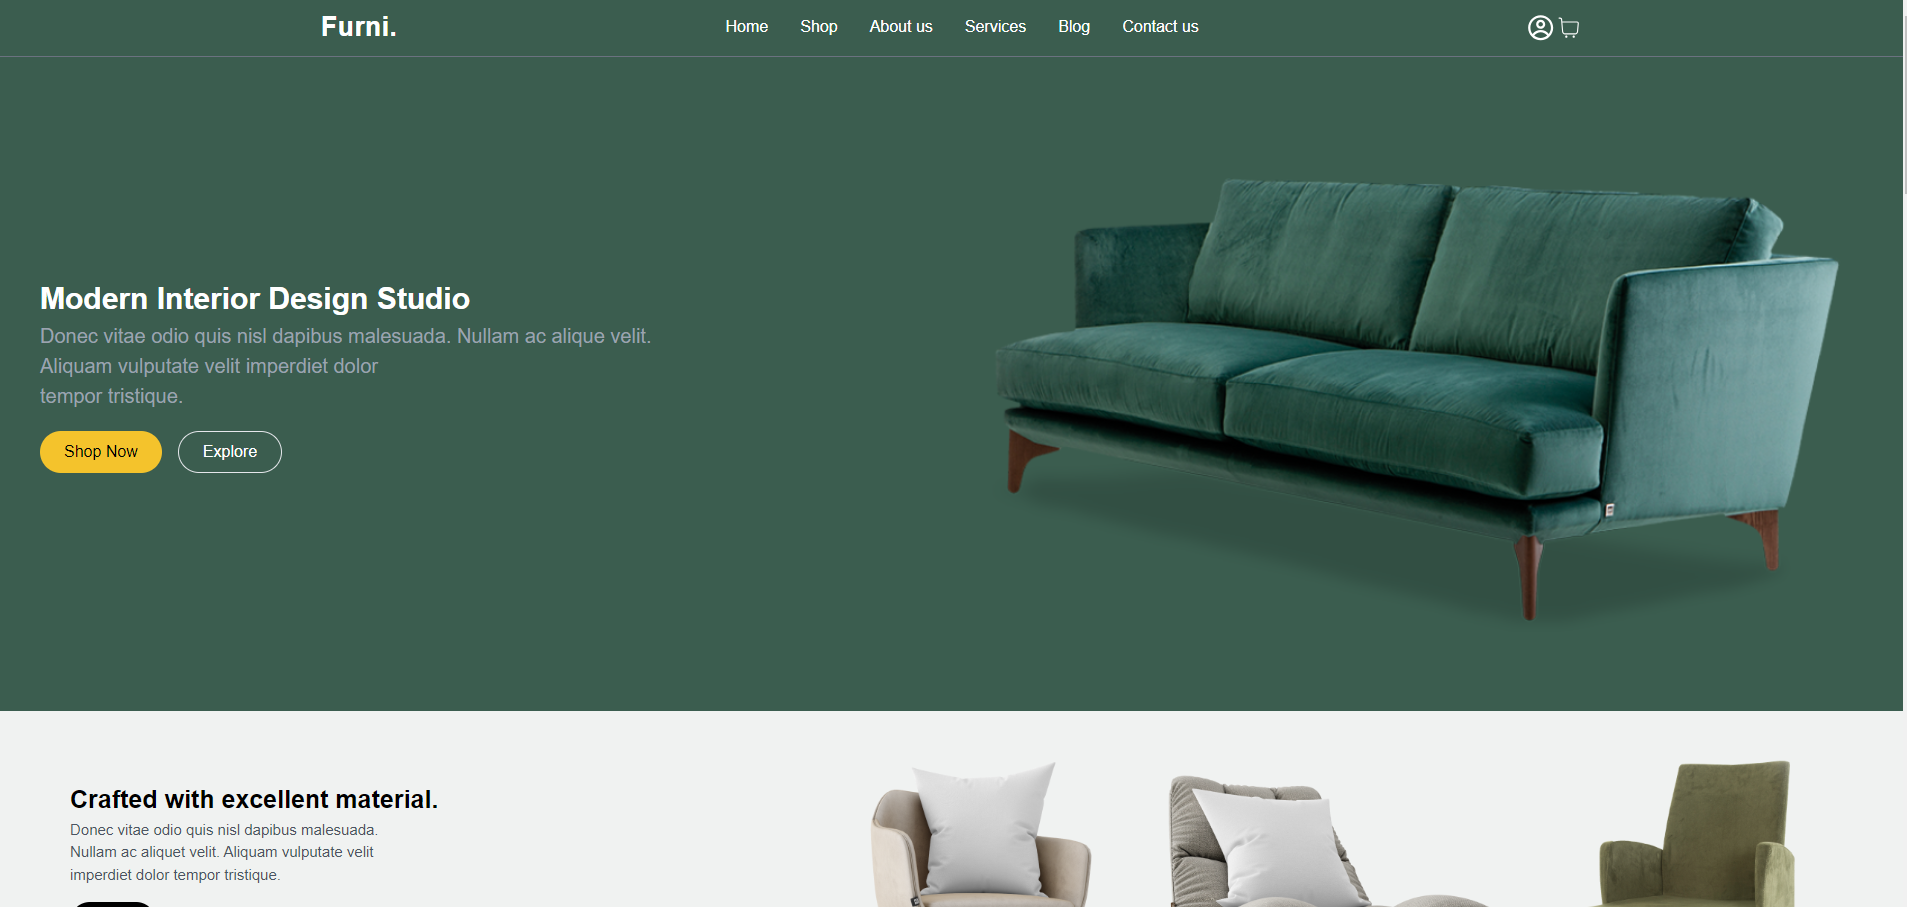 Furni.
Home
Shop
About us
Services
Blog
Contact us
Modern Interior Design Studio
Donec vitae odio quis nisl dapibus malesuada. Nullam ac alique velit.
Aliquam vulputate velit imperdiet dolor
tempor tristique.
Shop Now
Explore
Crafted with excellent material.
Donec vitae odio quis nisl dapibus malesuada.
Nullam ac aliquet velit. Aliquam vulputate velit
imperdiet dolor tempor tristique.